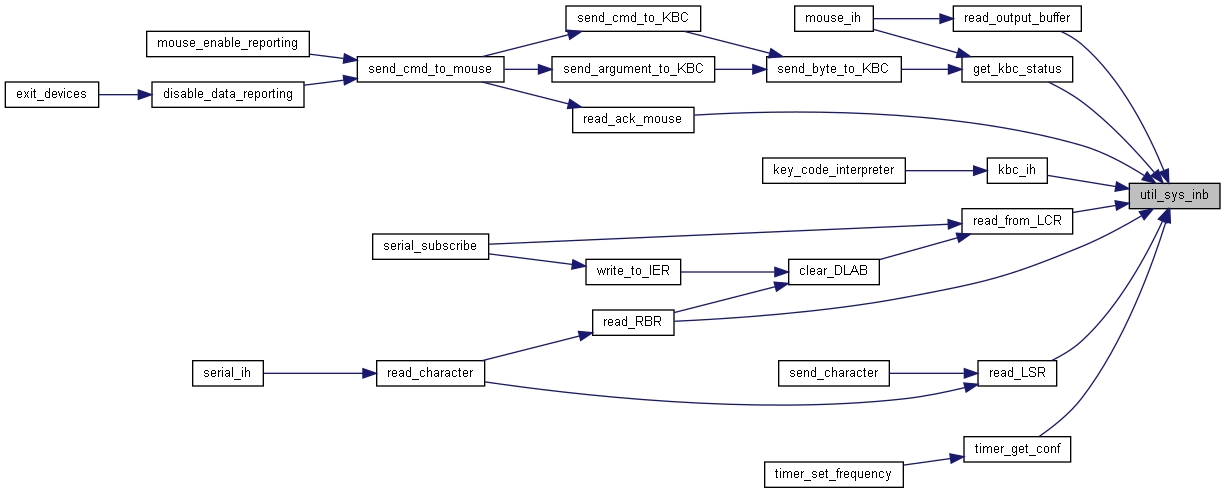 send_cmd_to_KBC
mouse_ih
read_output_buffer
mouse_enable_reporting
send_cmd_to_mouse
send_argument_to_KBC
send_byte_to_KBC
get_kbc_status
exit_devices
disable_data_reporting
read_ack_mouse
key_code_interpreter
kbc_ih
util_sys_inb
read_from_LCR
serial_subscribe
write_to_IER
clear_DLAB
read_RBR
serial_ih
read_character
send_character
read_LSR
timer_get_conf
timer_set_frequency